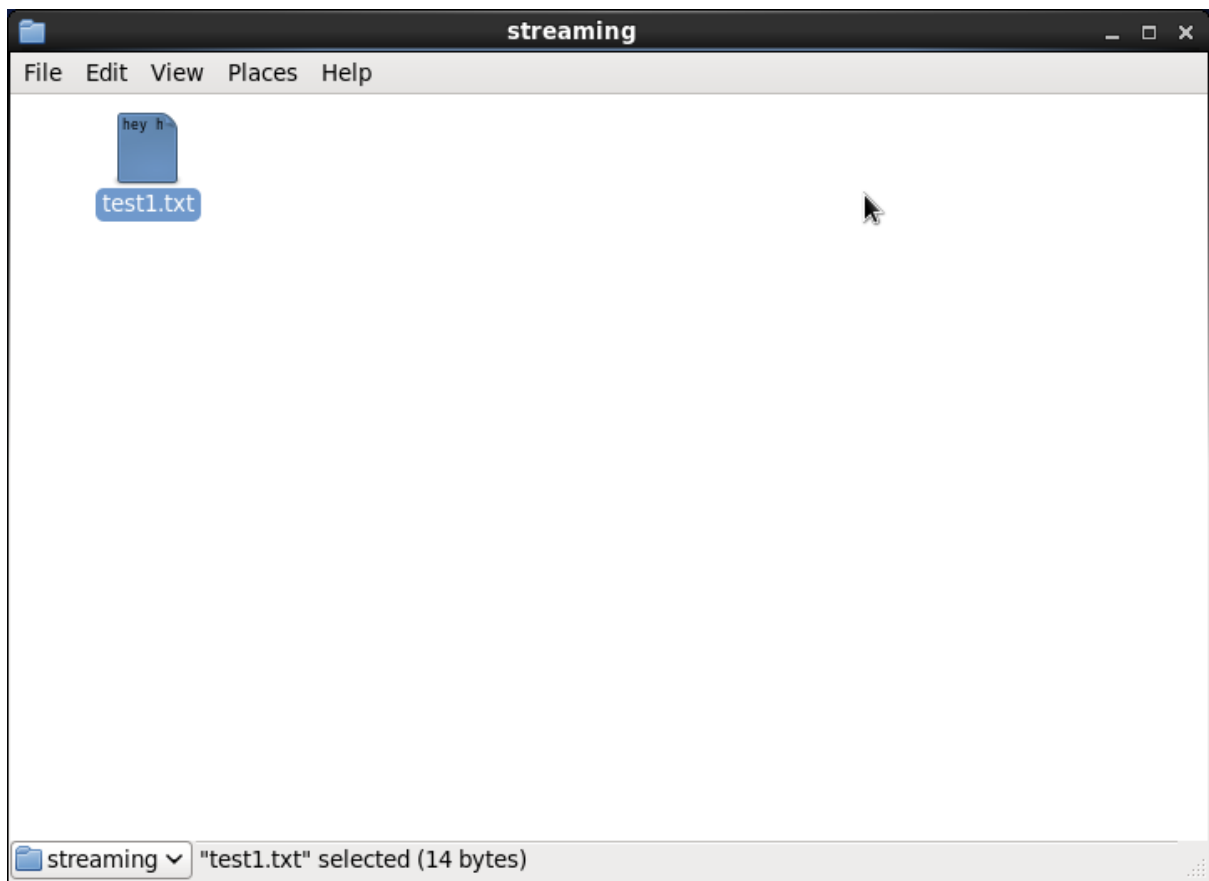 streaming
File Edit View Places Help
hey h
test1.txt
streaming "test1.txt" selected (14 bytes)